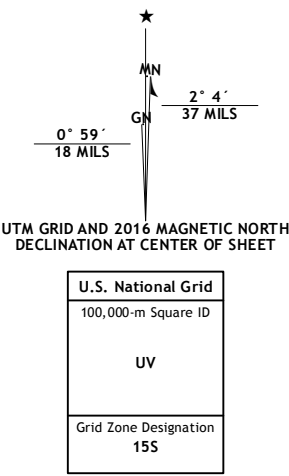 ★
MN
2° 4´
37 MILS
GN
0° 59´
18 MILS
UTM GRID AND 2016 MAGNETIC NORTH
DECLINATION AT CENTER OF SHEET
U.S. National Grid
100,000-m Square ID
UV
Grid Zone Designation
15S